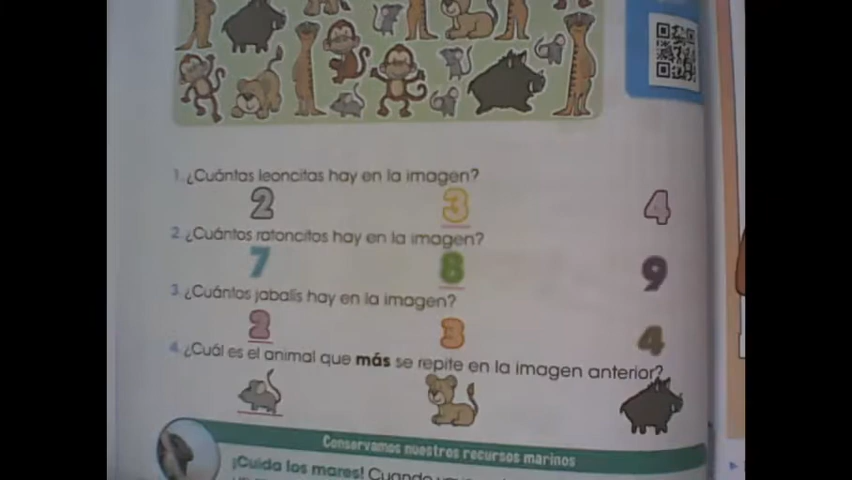 1. ¿Cuántas leoncitas hay en la imagen?
2 3 4
2. ¿Cuántos ratoncitos hay en la imagen?
7 8 9
3. ¿Cuántos jabalís hay en la imagen?
2 3 4
4. ¿Cuál es el animal que más se repite en la imagen anterior?
Conservamos nuestros recursos marinos
¡Cuida los mares! Cuando